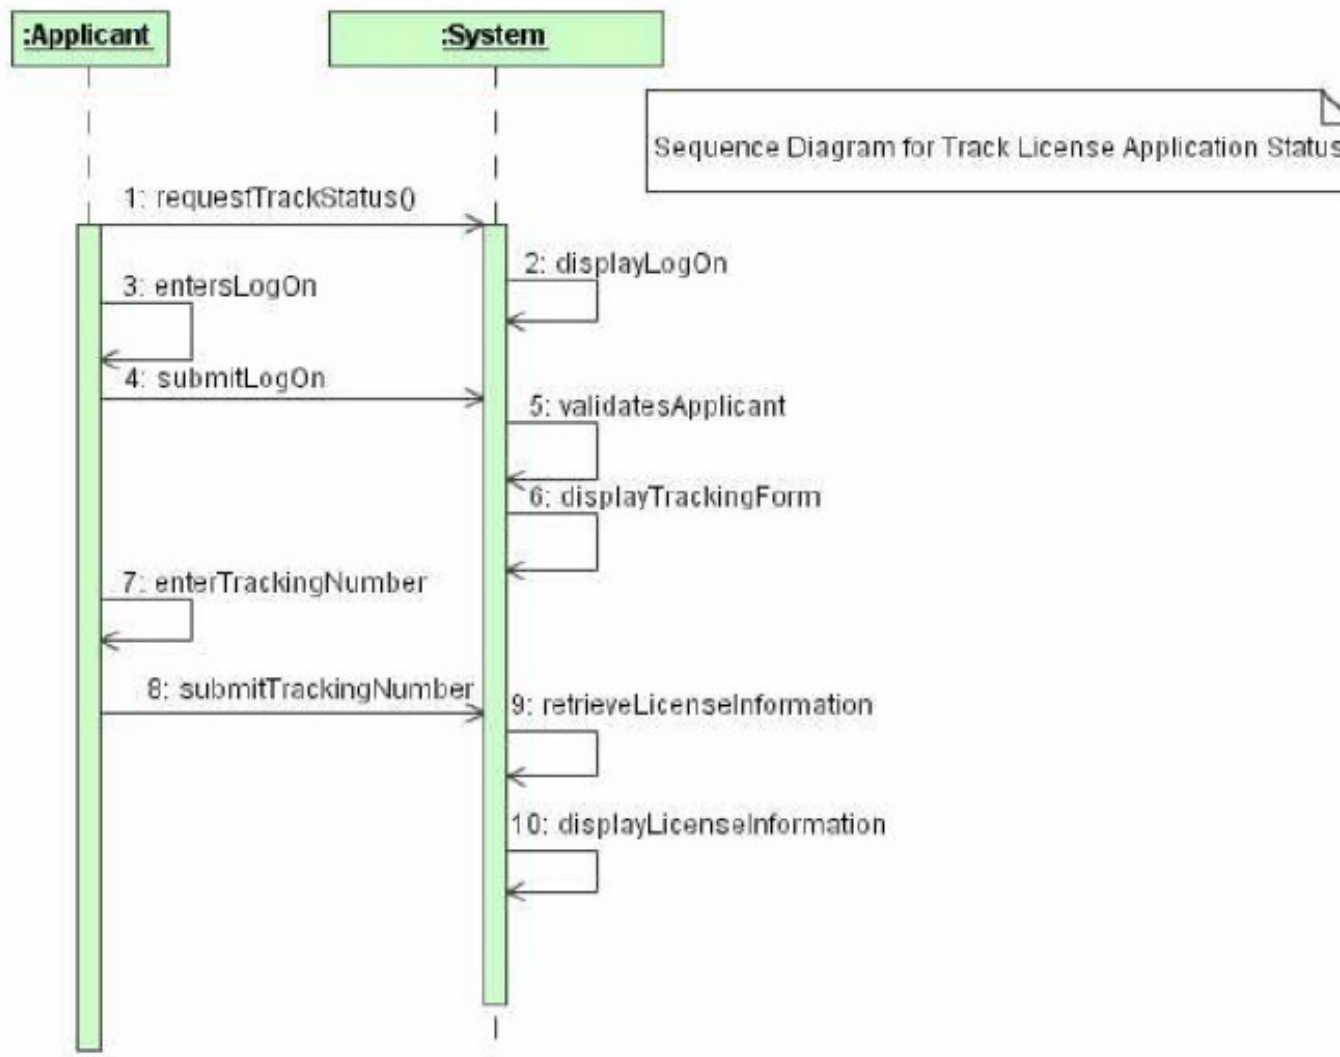 :Applicant
:System
Sequence Diagram for Track License Application Status
1: requestTrackStatus()
2: displayLogOn
3: entersLogOn
4: submitLogOn
5: validatesApplicant
6: displayTrackingForm
7: enterTrackingNumber
8: submitTrackingNumber
9: retrieveLicenseInformation
10: displayLicenseInformation